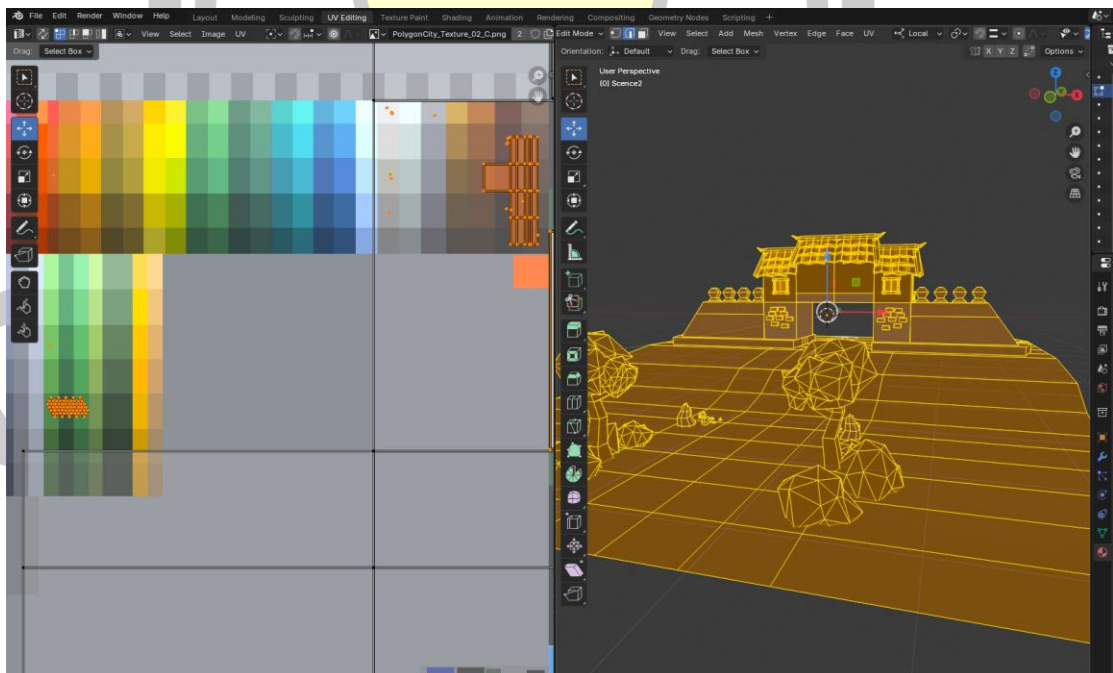 File Edit Render Window Help Layout Modeling Sculpting UV Editing Texture Paint Shading Animation Rendering Compositing Geometry Nodes Scripting +
View Select Image UV PolygonCity_Texture_02_C.png 2 Edit Mode View Select Add Mesh Vertex Edge Face UV Local
Drag: Select Box Orientation: Default Drag: Select Box X Y Z Options
User Perspective
(0) Scence2
Z
X